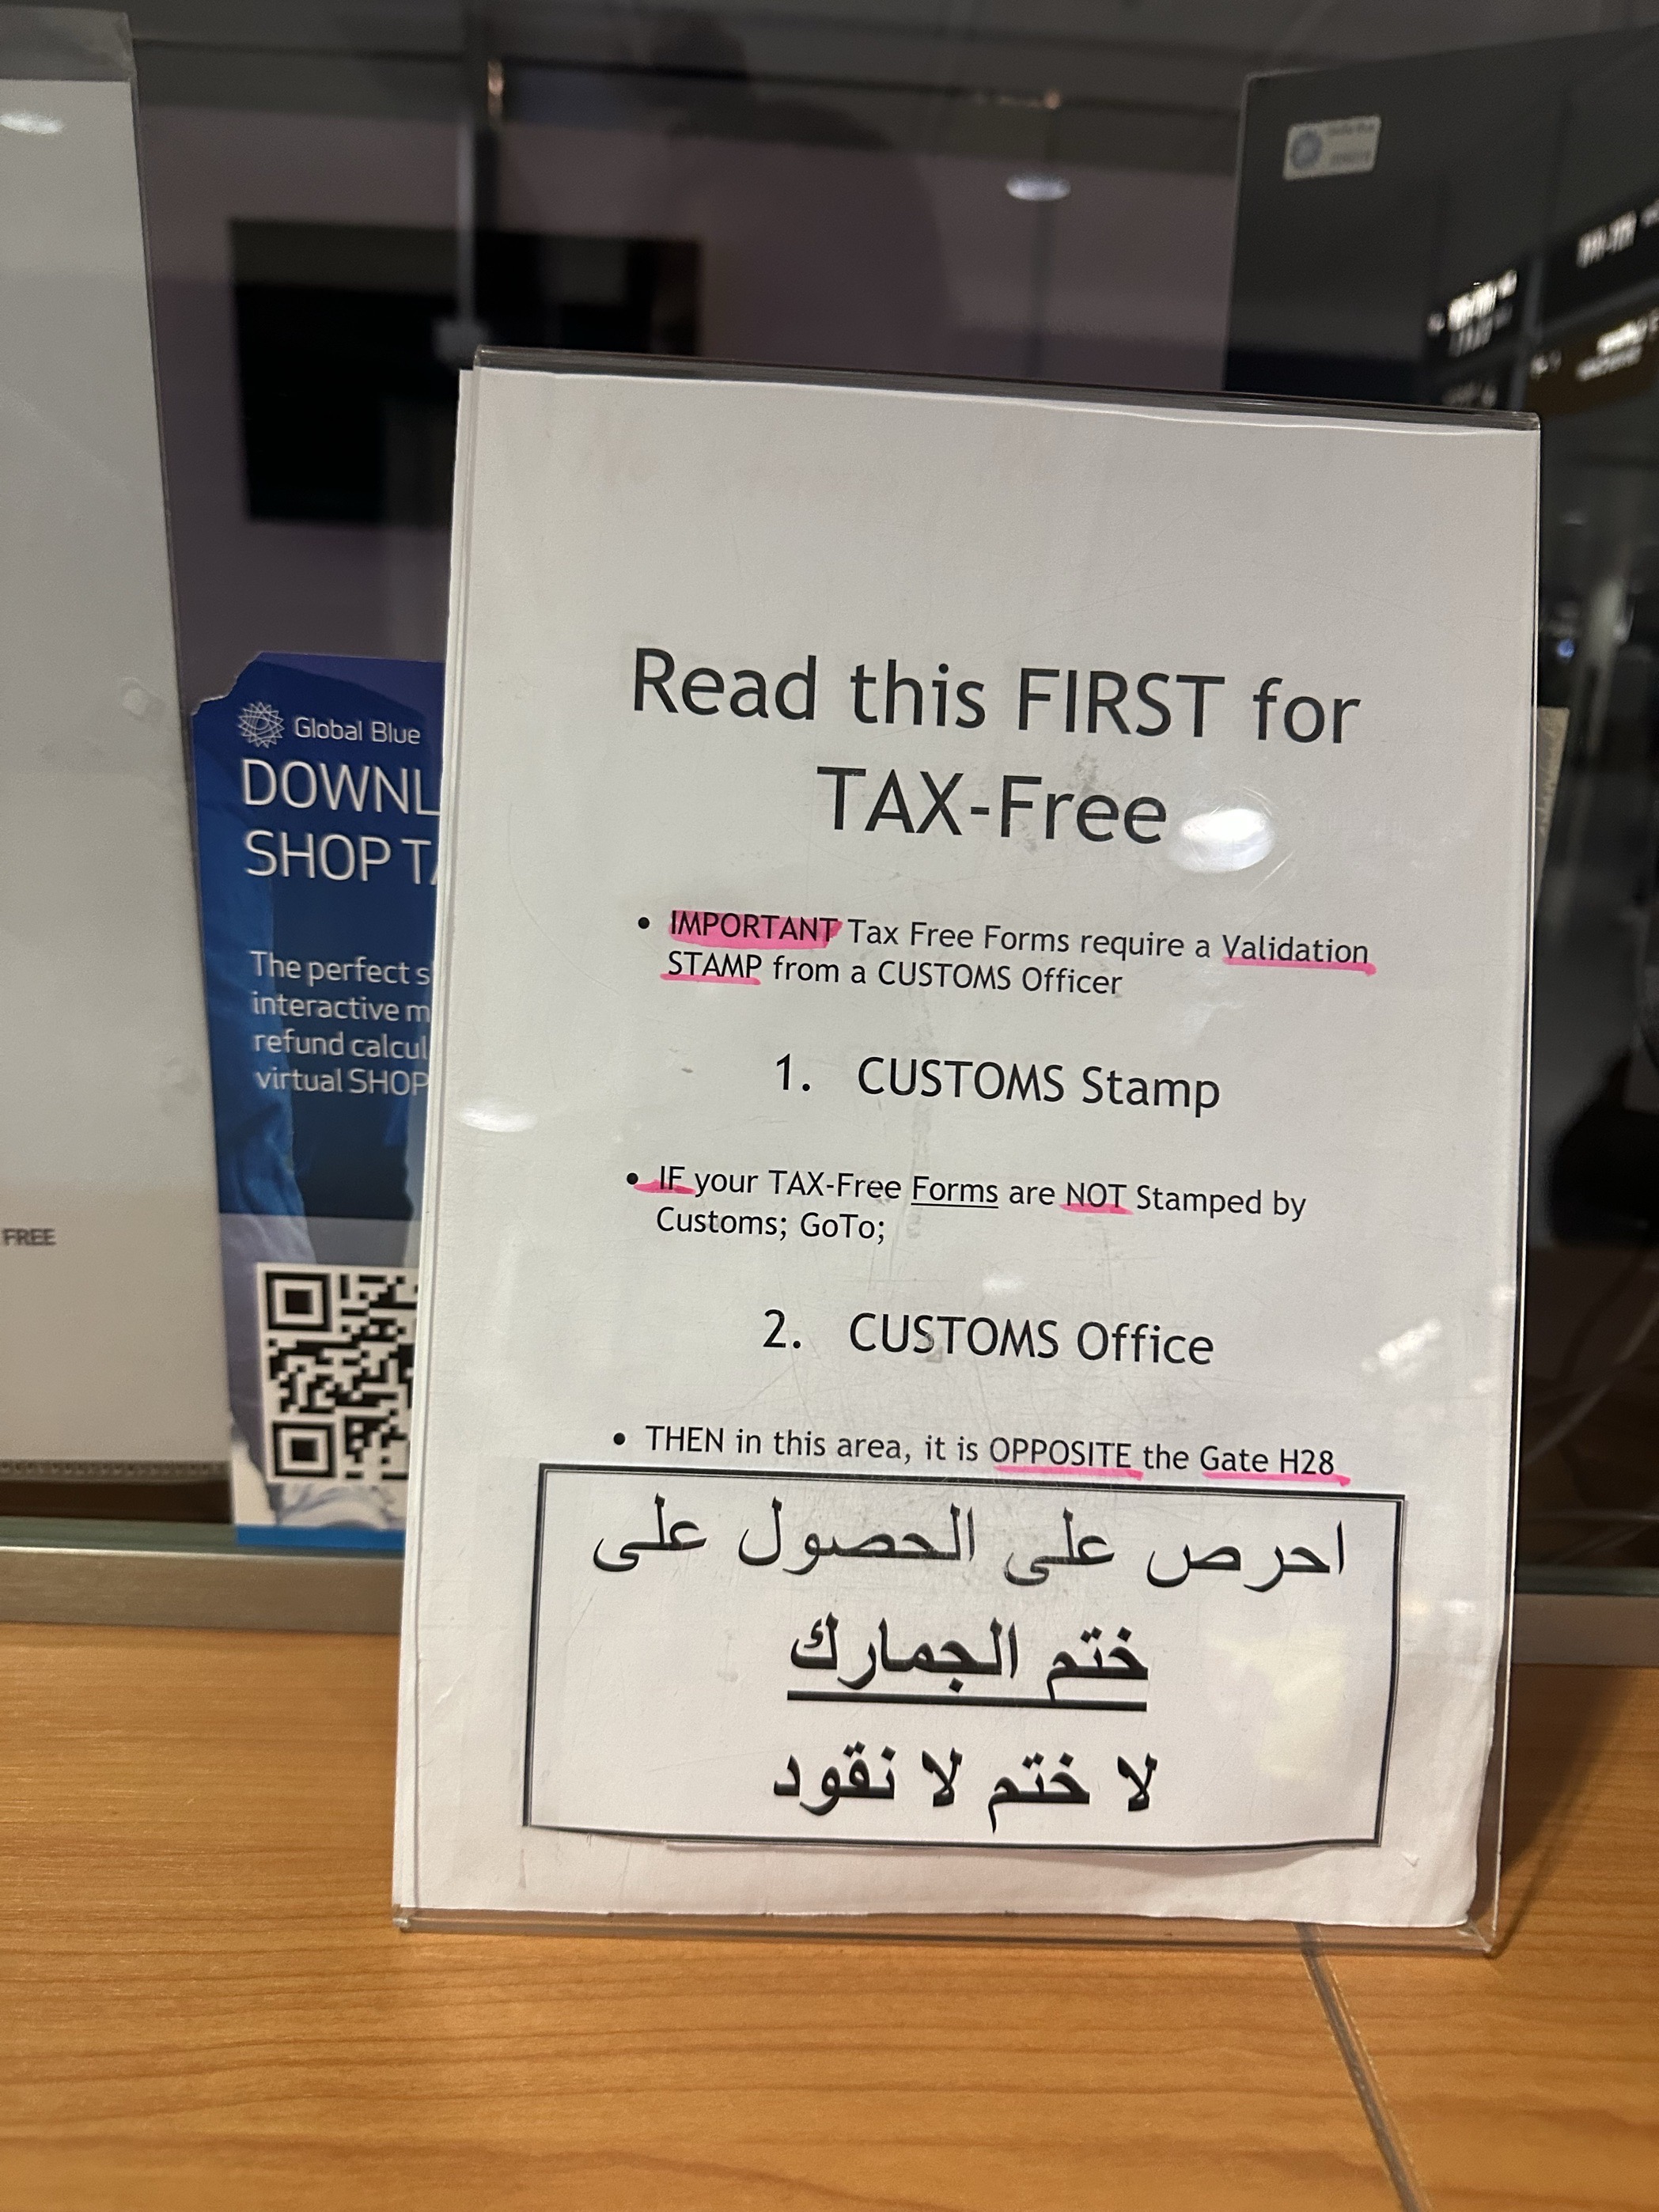 Read this FIRST for
TAX-Free
• IMPORTANT Tax Free Forms require a Validation
STAMP from a CUSTOMS Officer
1. CUSTOMS Stamp
• IF your TAX-Free Forms are NOT Stamped by
Customs; GoTo;
2. CUSTOMS Office
• THEN in this area, it is OPPOSITE the Gate H28
احرص على الحصول على
ختم الجمارك
لا ختم لا نقود
Global Blue
DOWNL
SHOP TA
The perfect s
interactive m
refund calcul
virtual SHOP
FREE